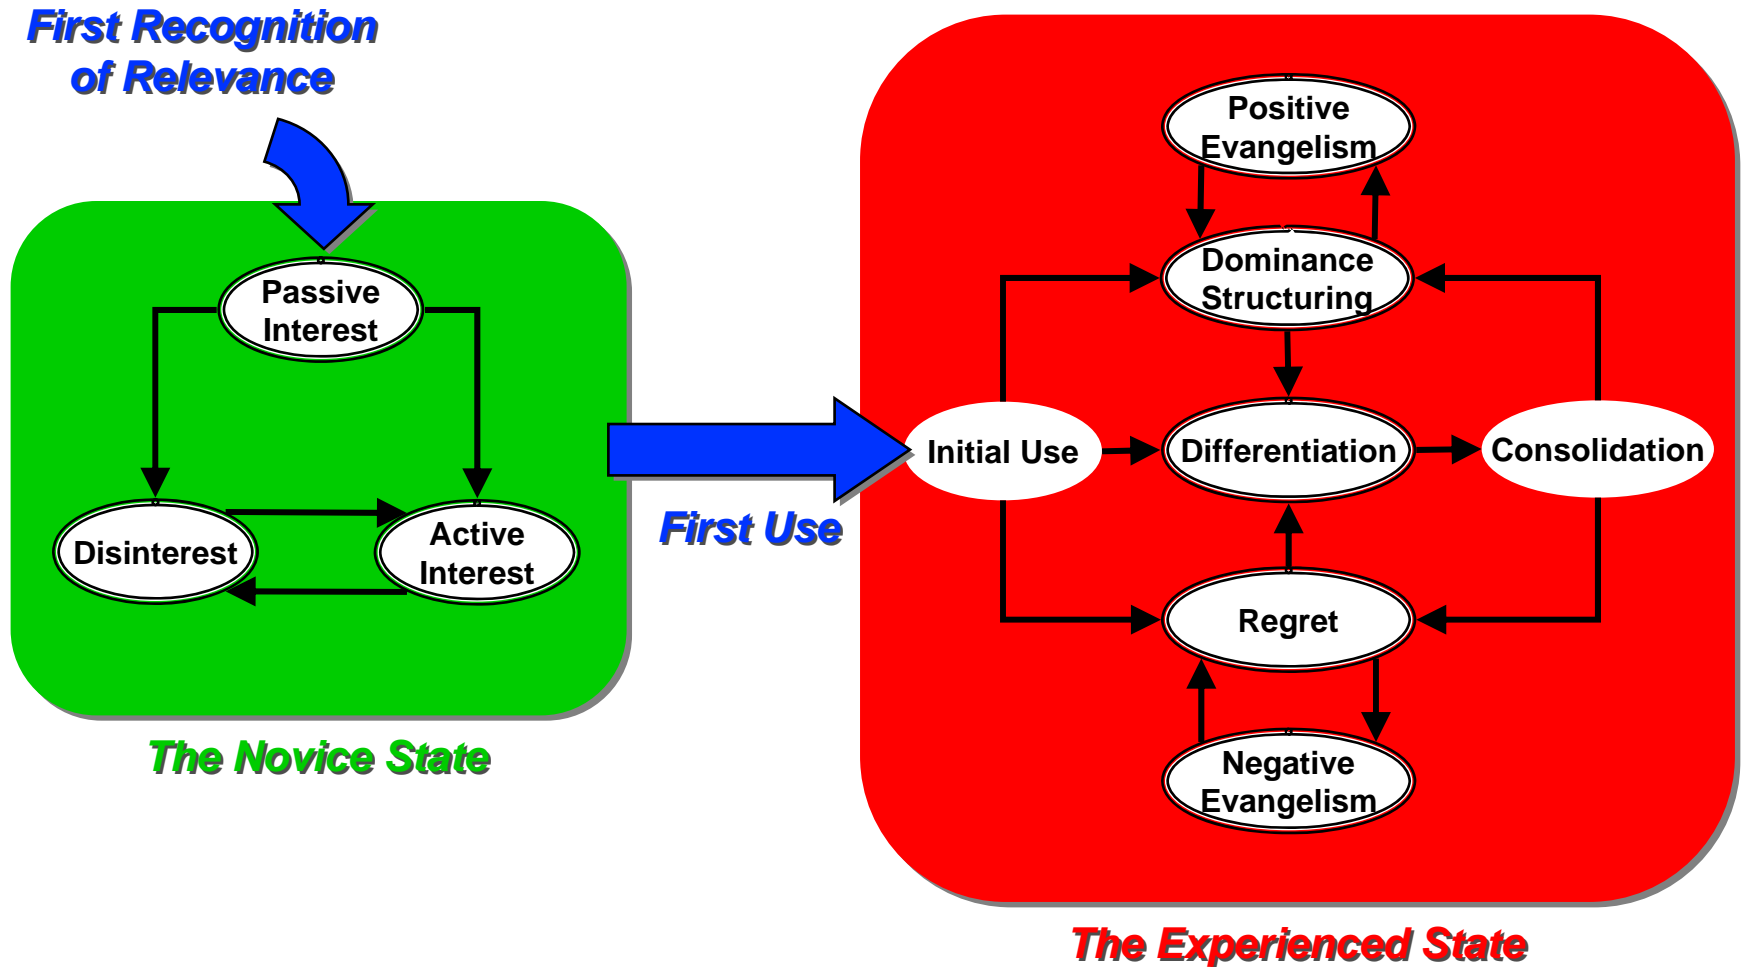 First Recognition
of Relevance
Passive
Interest
Disinterest
Active
Interest
The Novice State
First Use
Positive
Evangelism
Dominance
Structuring
Initial Use
Differentiation
Consolidation
Regret
Negative
Evangelism
The Experienced State